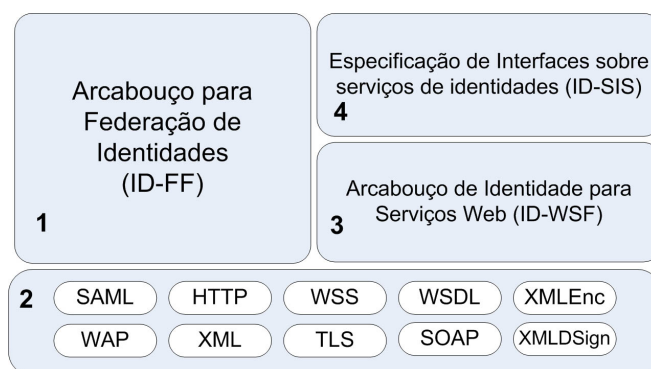 Arcabouço para
Federação de
Identidades
(ID-FF)
1
Especificação de Interfaces sobre
serviços de identidades (ID-SIS)
4
Arcabouço de Identidade para
Serviços Web (ID-WSF)
3
2
SAML HTTP WSS WSDL XMLEnc
WAP XML TLS SOAP XMLDSign